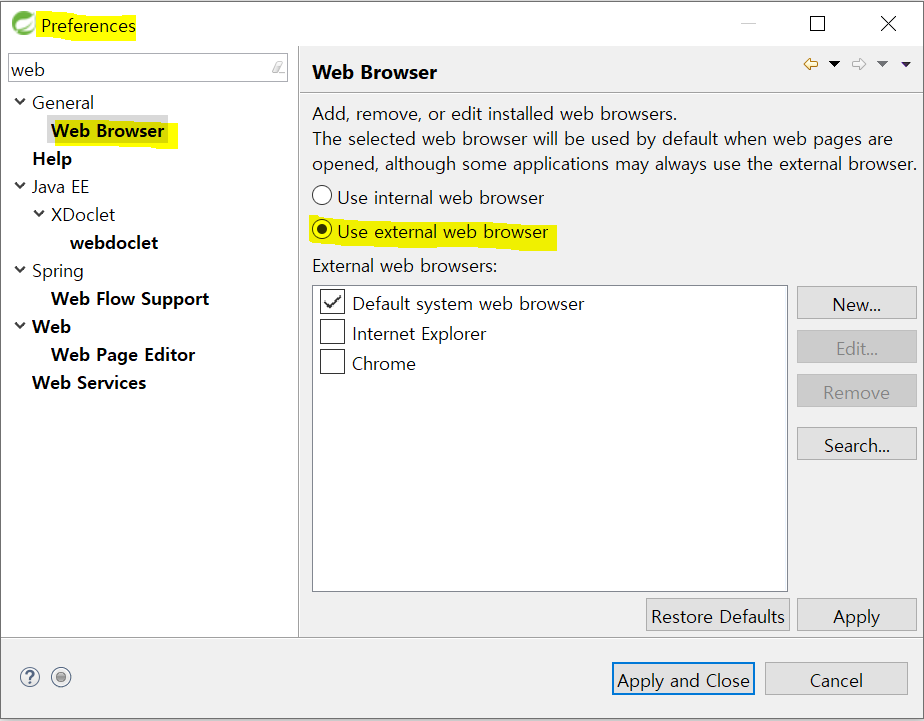 Preferences
web
General
Web Browser
Help
Java EE
XDoclet
webdoclet
Spring
Web Flow Support
Web
Web Page Editor
Web Services
Web Browser
Add, remove, or edit installed web browsers.
The selected web browser will be used by default when web pages are
opened, although some applications may always use the external browser.
Use internal web browser
Use external web browser
External web browsers:
Default system web browser
Internet Explorer
Chrome
New...
Edit...
Remove
Search...
Restore Defaults
Apply
?
Apply and Close
Cancel